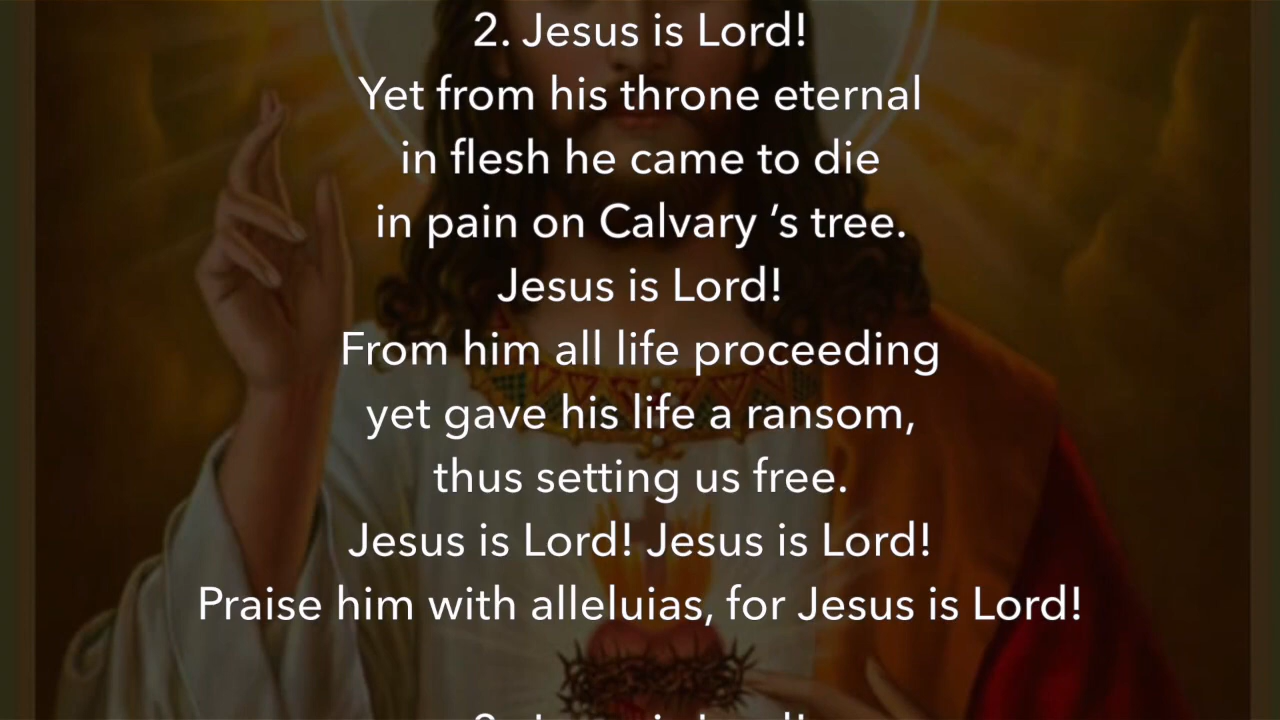 2. Jesus is Lord!
Yet from his throne eternal
in flesh he came to die
in pain on Calvary ’s tree.
Jesus is Lord!
From him all life proceeding
yet gave his life a ransom,
thus setting us free.
Jesus is Lord! Jesus is Lord!
Praise him with alleluias, for Jesus is Lord!